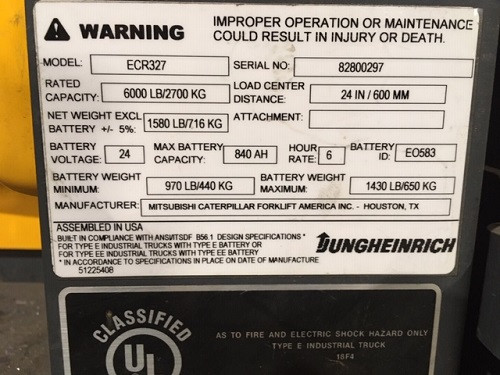 WARNING
IMPROPER OPERATION OR MAINTENANCE
COULD RESULT IN INJURY OR DEATH.
MODEL: ECR327 SERIAL NO: 82800297
RATED CAPACITY: 6000 LB/2700 KG LOAD CENTER DISTANCE: 24 IN / 600 MM
NET WEIGHT EXCL BATTERY +/- 5%: 1580 LB/716 KG ATTACHMENT:
BATTERY VOLTAGE: 24 MAX BATTERY CAPACITY: 840 AH HOUR RATE: 6 BATTERY ID: EO583
BATTERY WEIGHT MINIMUM: 970 LB/440 KG BATTERY WEIGHT MAXIMUM: 1430 LB/650 KG
MANUFACTURER: MITSUBISHI CATERPILLAR FORKLIFT AMERICA INC. - HOUSTON, TX
ASSEMBLED IN USA
BUILT IN COMPLIANCE WITH ANSI/ITSDF B56.1 DESIGN SPECIFICATIONS *
FOR TYPE E INDUSTRIAL TRUCKS WITH TYPE E BATTERY OR
FOR TYPE EE INDUSTRIAL TRUCKS WITH TYPE EE BATTERY
* IN ACCORDANCE TO SPECIFICATIONS IN PLACE ON DATE OF MANUFACTURE
51225408
JUNGHEINRICH
CLASSIFIED
UL
AS TO FIRE AND ELECTRIC SHOCK HAZARD ONLY
TYPE E INDUSTRIAL TRUCK
18F4